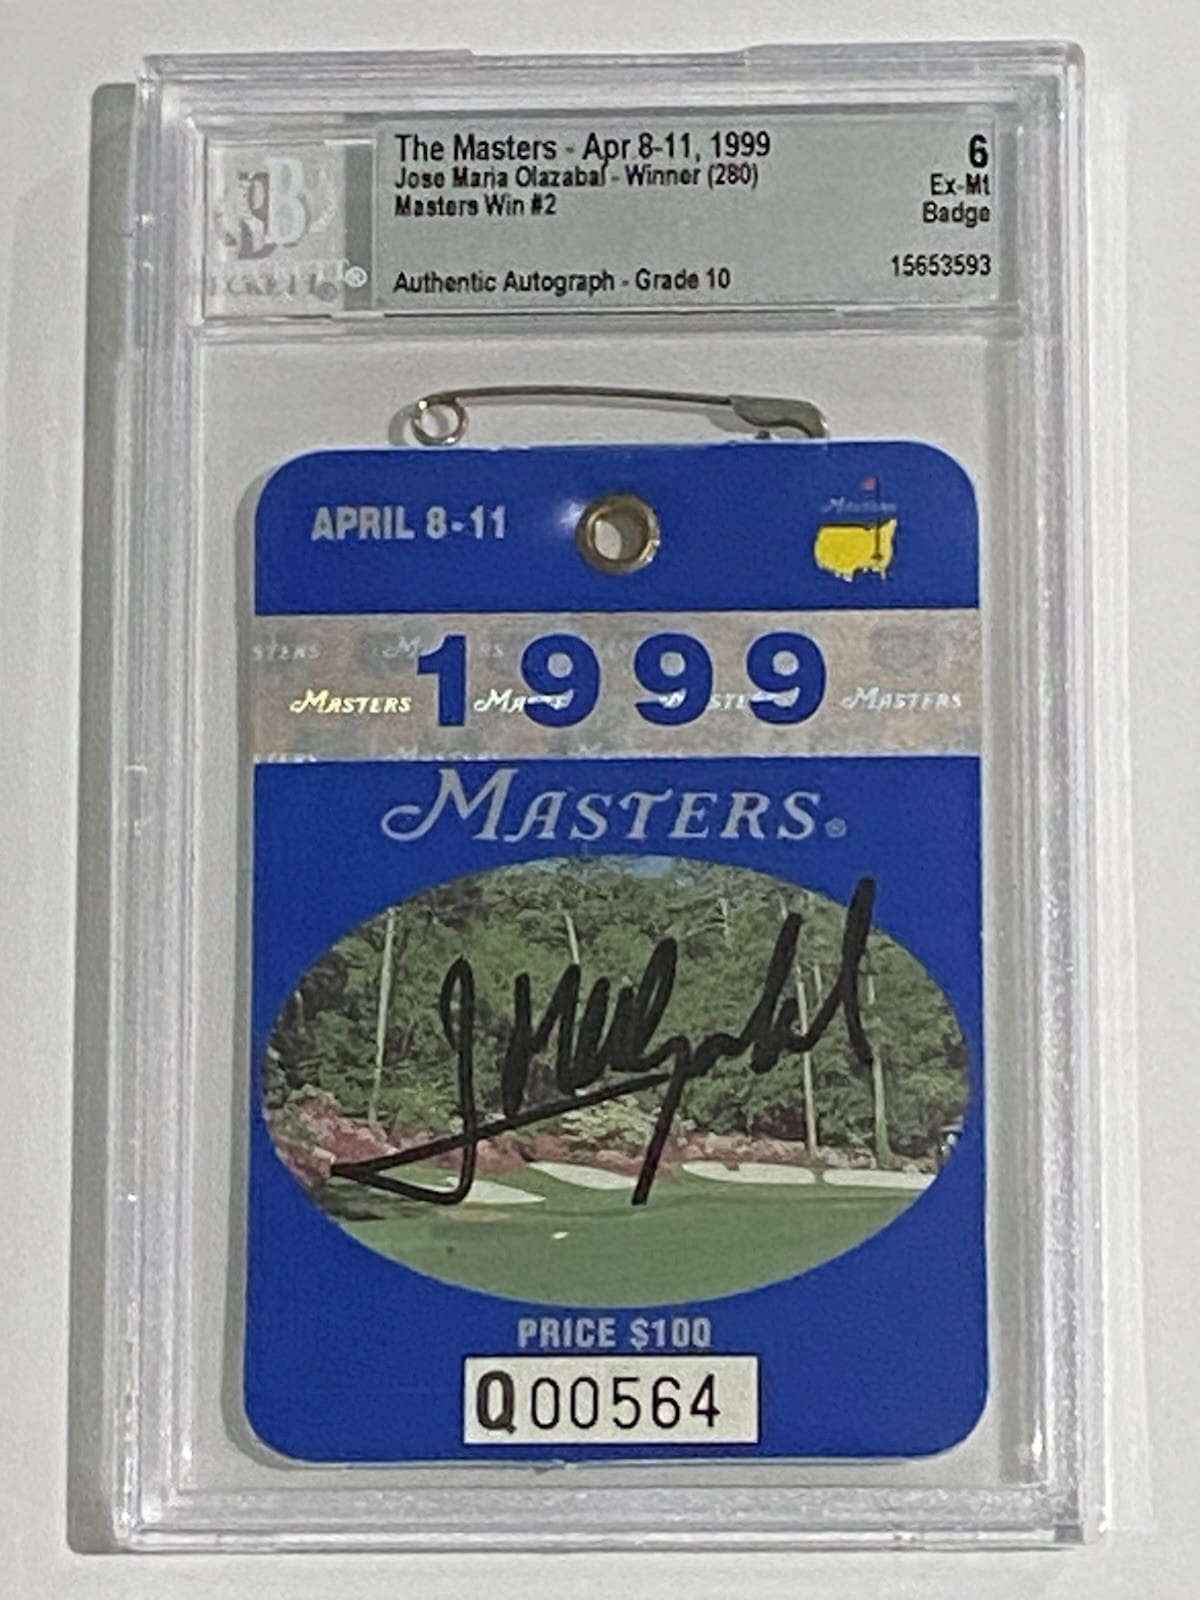 The Masters - Apr 8-11, 1999
Jose Maria Olazabal - Winner (280)
Masters Win #2
Authentic Autograph - Grade 10
6
Ex-Mt
Badge
15653593
APRIL 8-11
Masters
1999
MASTERS MASTERS
MASTERS®
PRICE $100
Q00564